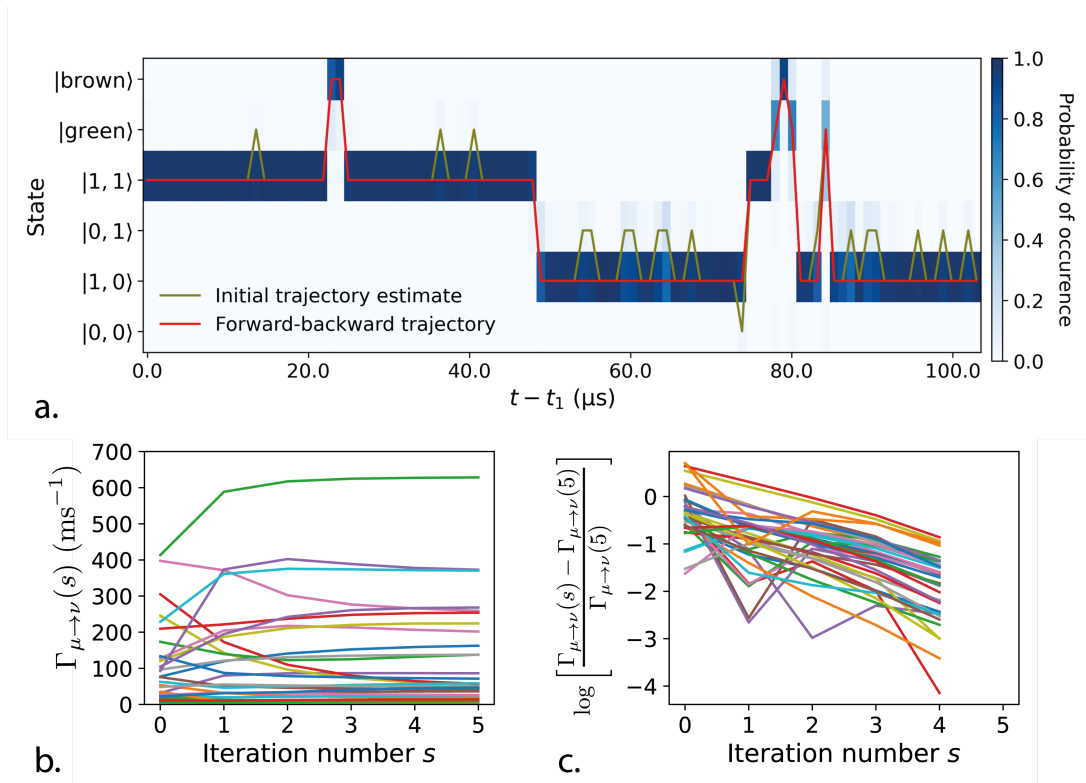 |brown⟩
|green⟩
|1, 1⟩
|0, 1⟩
|1, 0⟩
|0, 0⟩
State
Initial trajectory estimate
Forward-backward trajectory
0.0 20.0 40.0 60.0 80.0 100.0
t − t₁ (μs)
1.0
0.8
0.6
0.4
0.2
0.0
Probability of occurence
a.
700
600
500
400
300
200
100
0
Γμ→ν(s) (ms⁻¹)
0 1 2 3 4 5
Iteration number s
b.
0
−1
−2
−3
−4
log [ Γμ→ν(s) − Γμ→ν(5) / Γμ→ν(5) ]
0 1 2 3 4 5
Iteration number s
c.